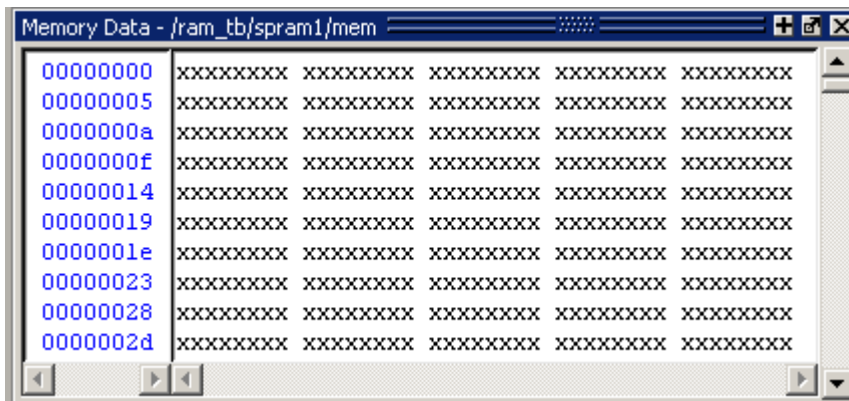 Memory Data - /ram_tb/spram1/mem
00000000 xxxxxxxx xxxxxxxx xxxxxxxx xxxxxxxx xxxxxxxx
00000005 xxxxxxxx xxxxxxxx xxxxxxxx xxxxxxxx xxxxxxxx
0000000a xxxxxxxx xxxxxxxx xxxxxxxx xxxxxxxx xxxxxxxx
0000000f xxxxxxxx xxxxxxxx xxxxxxxx xxxxxxxx xxxxxxxx
00000014 xxxxxxxx xxxxxxxx xxxxxxxx xxxxxxxx xxxxxxxx
00000019 xxxxxxxx xxxxxxxx xxxxxxxx xxxxxxxx xxxxxxxx
0000001e xxxxxxxx xxxxxxxx xxxxxxxx xxxxxxxx xxxxxxxx
00000023 xxxxxxxx xxxxxxxx xxxxxxxx xxxxxxxx xxxxxxxx
00000028 xxxxxxxx xxxxxxxx xxxxxxxx xxxxxxxx xxxxxxxx
0000002d xxxxxxxx xxxxxxxx xxxxxxxx xxxxxxxx xxxxxxxx